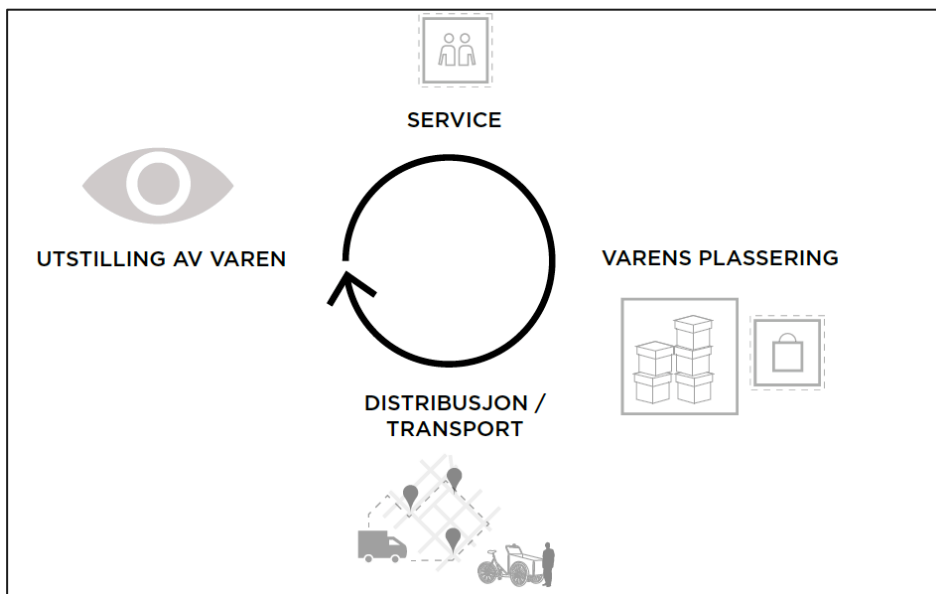 SERVICE
UTSTILLING AV VAREN
VARENS PLASSERING
DISTRIBUSJON /
TRANSPORT